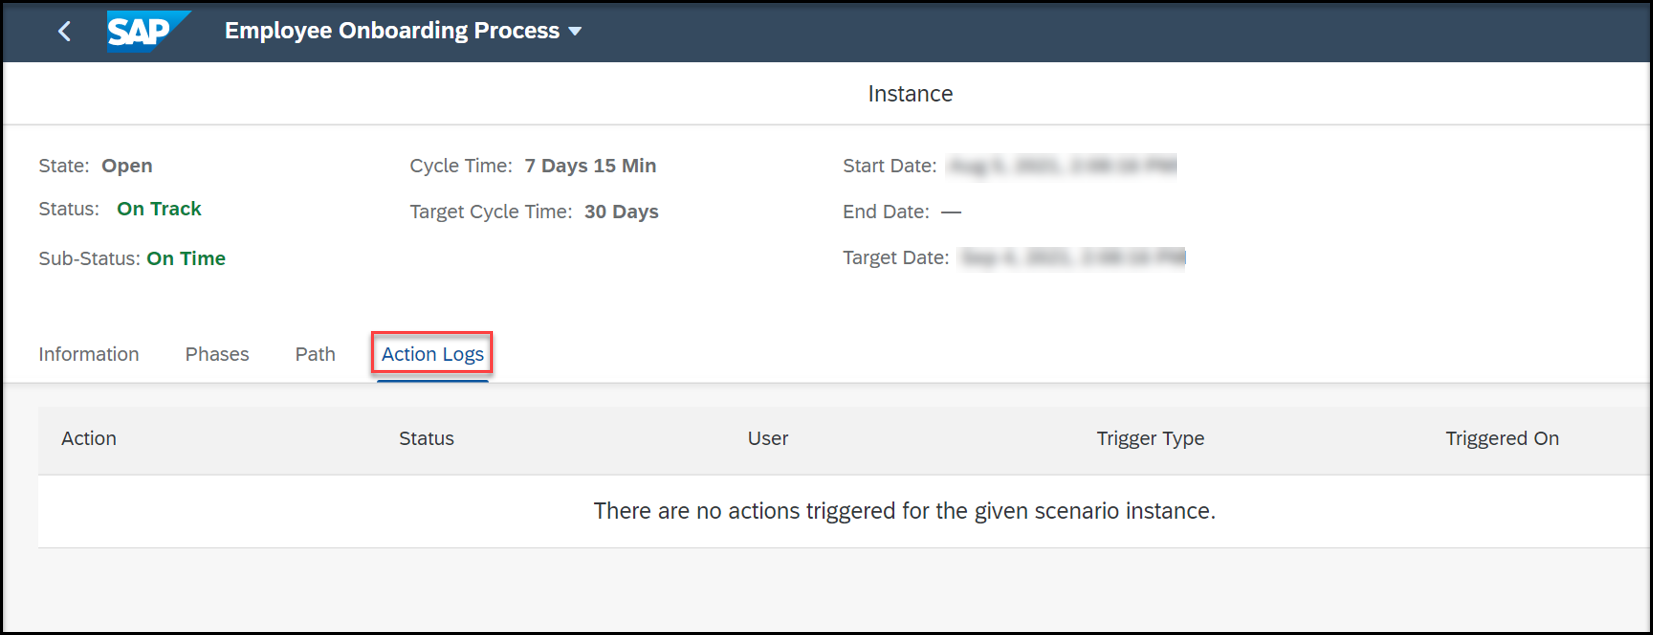 SAP Employee Onboarding Process
Instance
State: Open Cycle Time: 7 Days 15 Min Start Date:
Status: On Track Target Cycle Time: 30 Days End Date: —
Sub-Status: On Time Target Date:
Information Phases Path Action Logs
Action Status User Trigger Type Triggered On
There are no actions triggered for the given scenario instance.